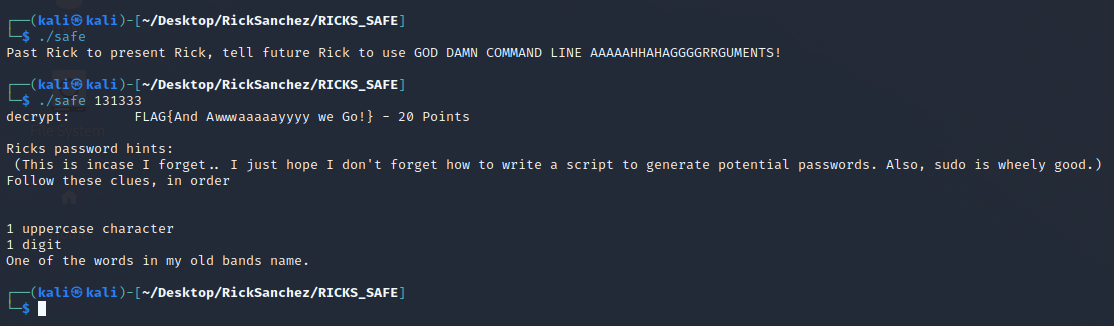 ┌──(kali㉿kali)-[~/Desktop/RickSanchez/RICKS_SAFE]
└─$ ./safe
Past Rick to present Rick, tell future Rick to use GOD DAMN COMMAND LINE AAAAAHHAHAGGGGRRGUMENTS!
┌──(kali㉿kali)-[~/Desktop/RickSanchez/RICKS_SAFE]
└─$ ./safe 131333
decrypt: FLAG{And Awwwaaaaayyyy we Go!} - 20 Points
File System
Ricks password hints:
(This is incase I forget.. I just hope I don't forget how to write a script to generate potential passwords. Also, sudo is wheely good.)
Follow these clues, in order
1 uppercase character
1 digit
One of the words in my old bands name.
┌──(kali㉿kali)-[~/Desktop/RickSanchez/RICKS_SAFE]
└─$